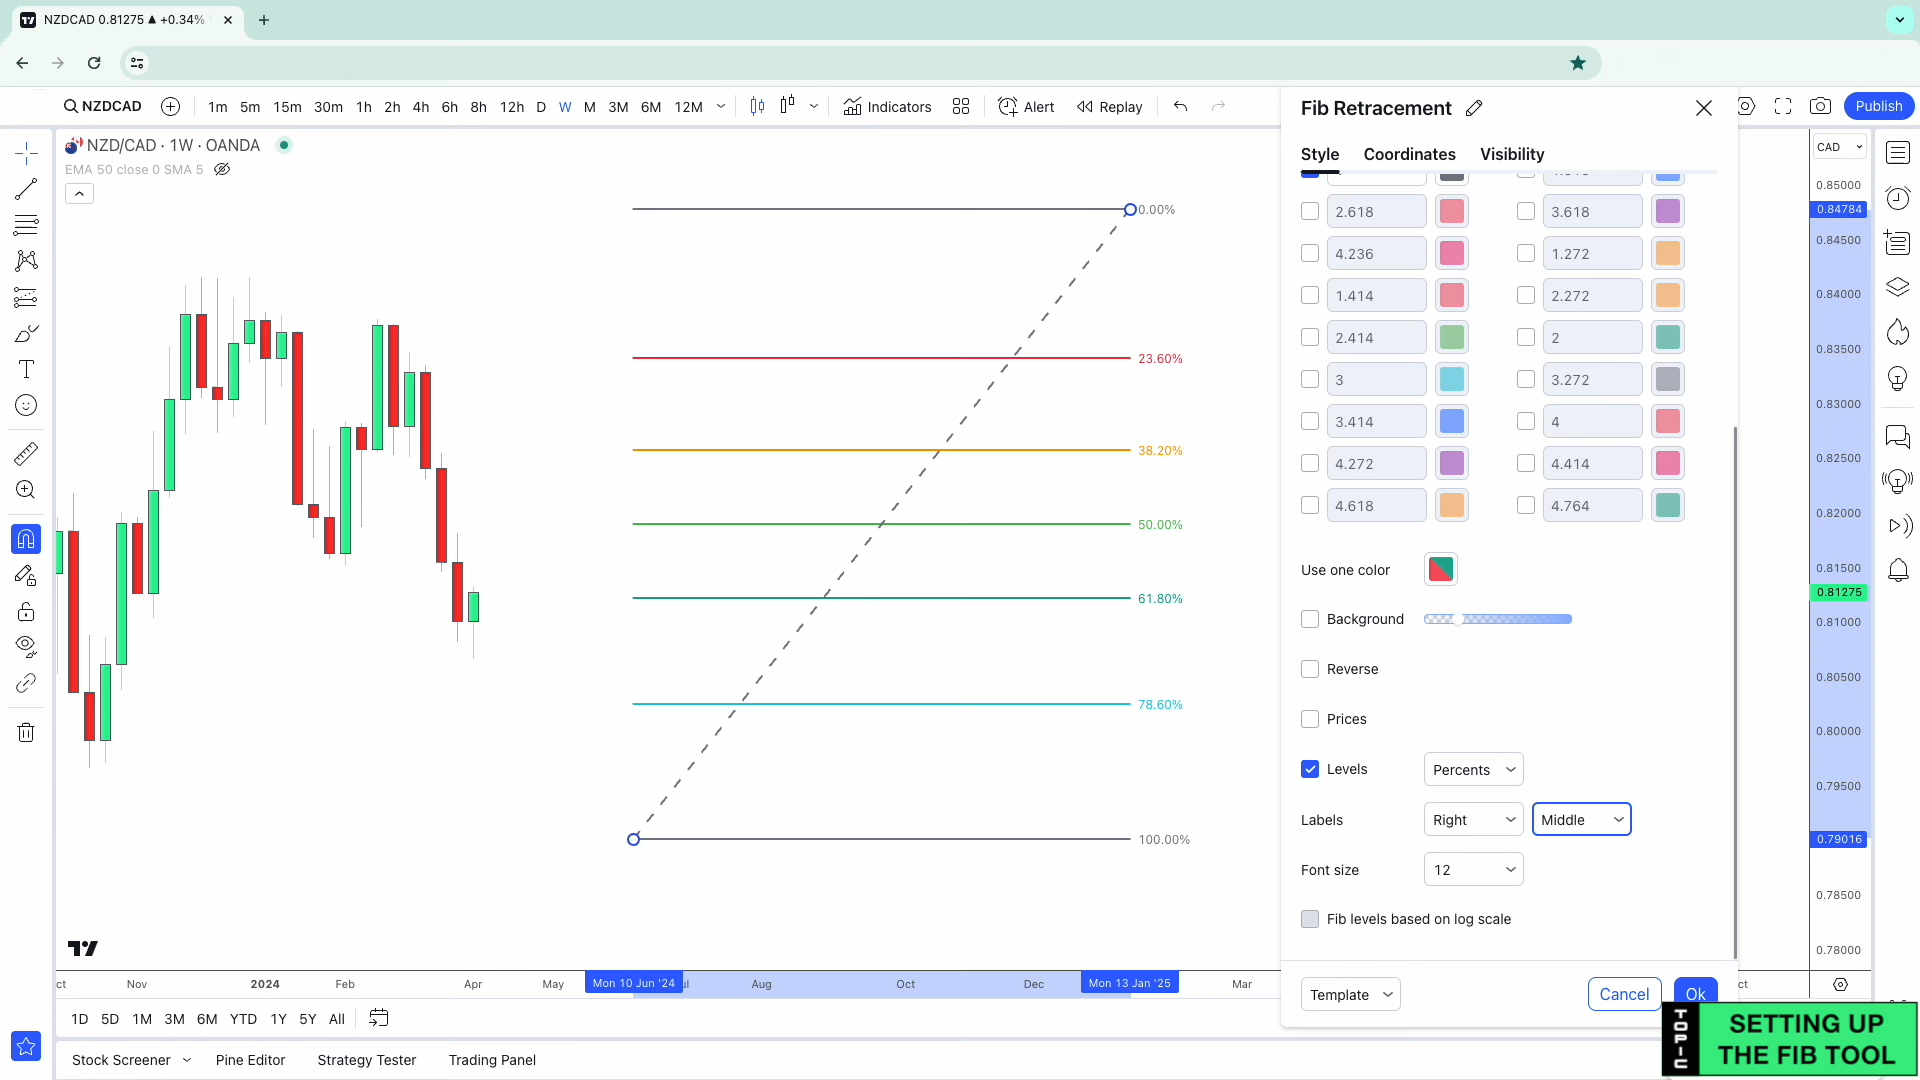 NZDCAD 0.81275 ▲ +0.34%
NZDCAD
1m 5m 15m 30m 1h 2h 4h 6h 8h 12h D W M 3M 6M 12M
Indicators
Alert
Replay
Publish
NZD/CAD · 1W · OANDA
EMA 50 close 0 SMA 5
0.00%
23.60%
38.20%
50.00%
61.80%
78.60%
100.00%
Fib Retracement
Style Coordinates Visibility
2.618 3.618
4.236 1.272
1.414 2.272
2.414 2
3 3.272
3.414 4
4.272 4.414
4.618 4.764
Use one color
Background
Reverse
Prices
Levels Percents
Labels Right Middle
Font size 12
Fib levels based on log scale
Template Cancel Ok
CAD
0.85000
0.84784
0.84500
0.84000
0.83500
0.83000
0.82500
0.82000
0.81500
0.81275
0.81000
0.80500
0.80000
0.79500
0.79016
0.78500
0.78000
ct Nov 2024 Feb Apr May Mon 10 Jun '24 ul Aug Oct Dec Mon 13 Jan '25 Mar ct
1D 5D 1M 3M 6M YTD 1Y 5Y All
Stock Screener Pine Editor Strategy Tester Trading Panel
TOPIC
SETTING UP
THE FIB TOOL